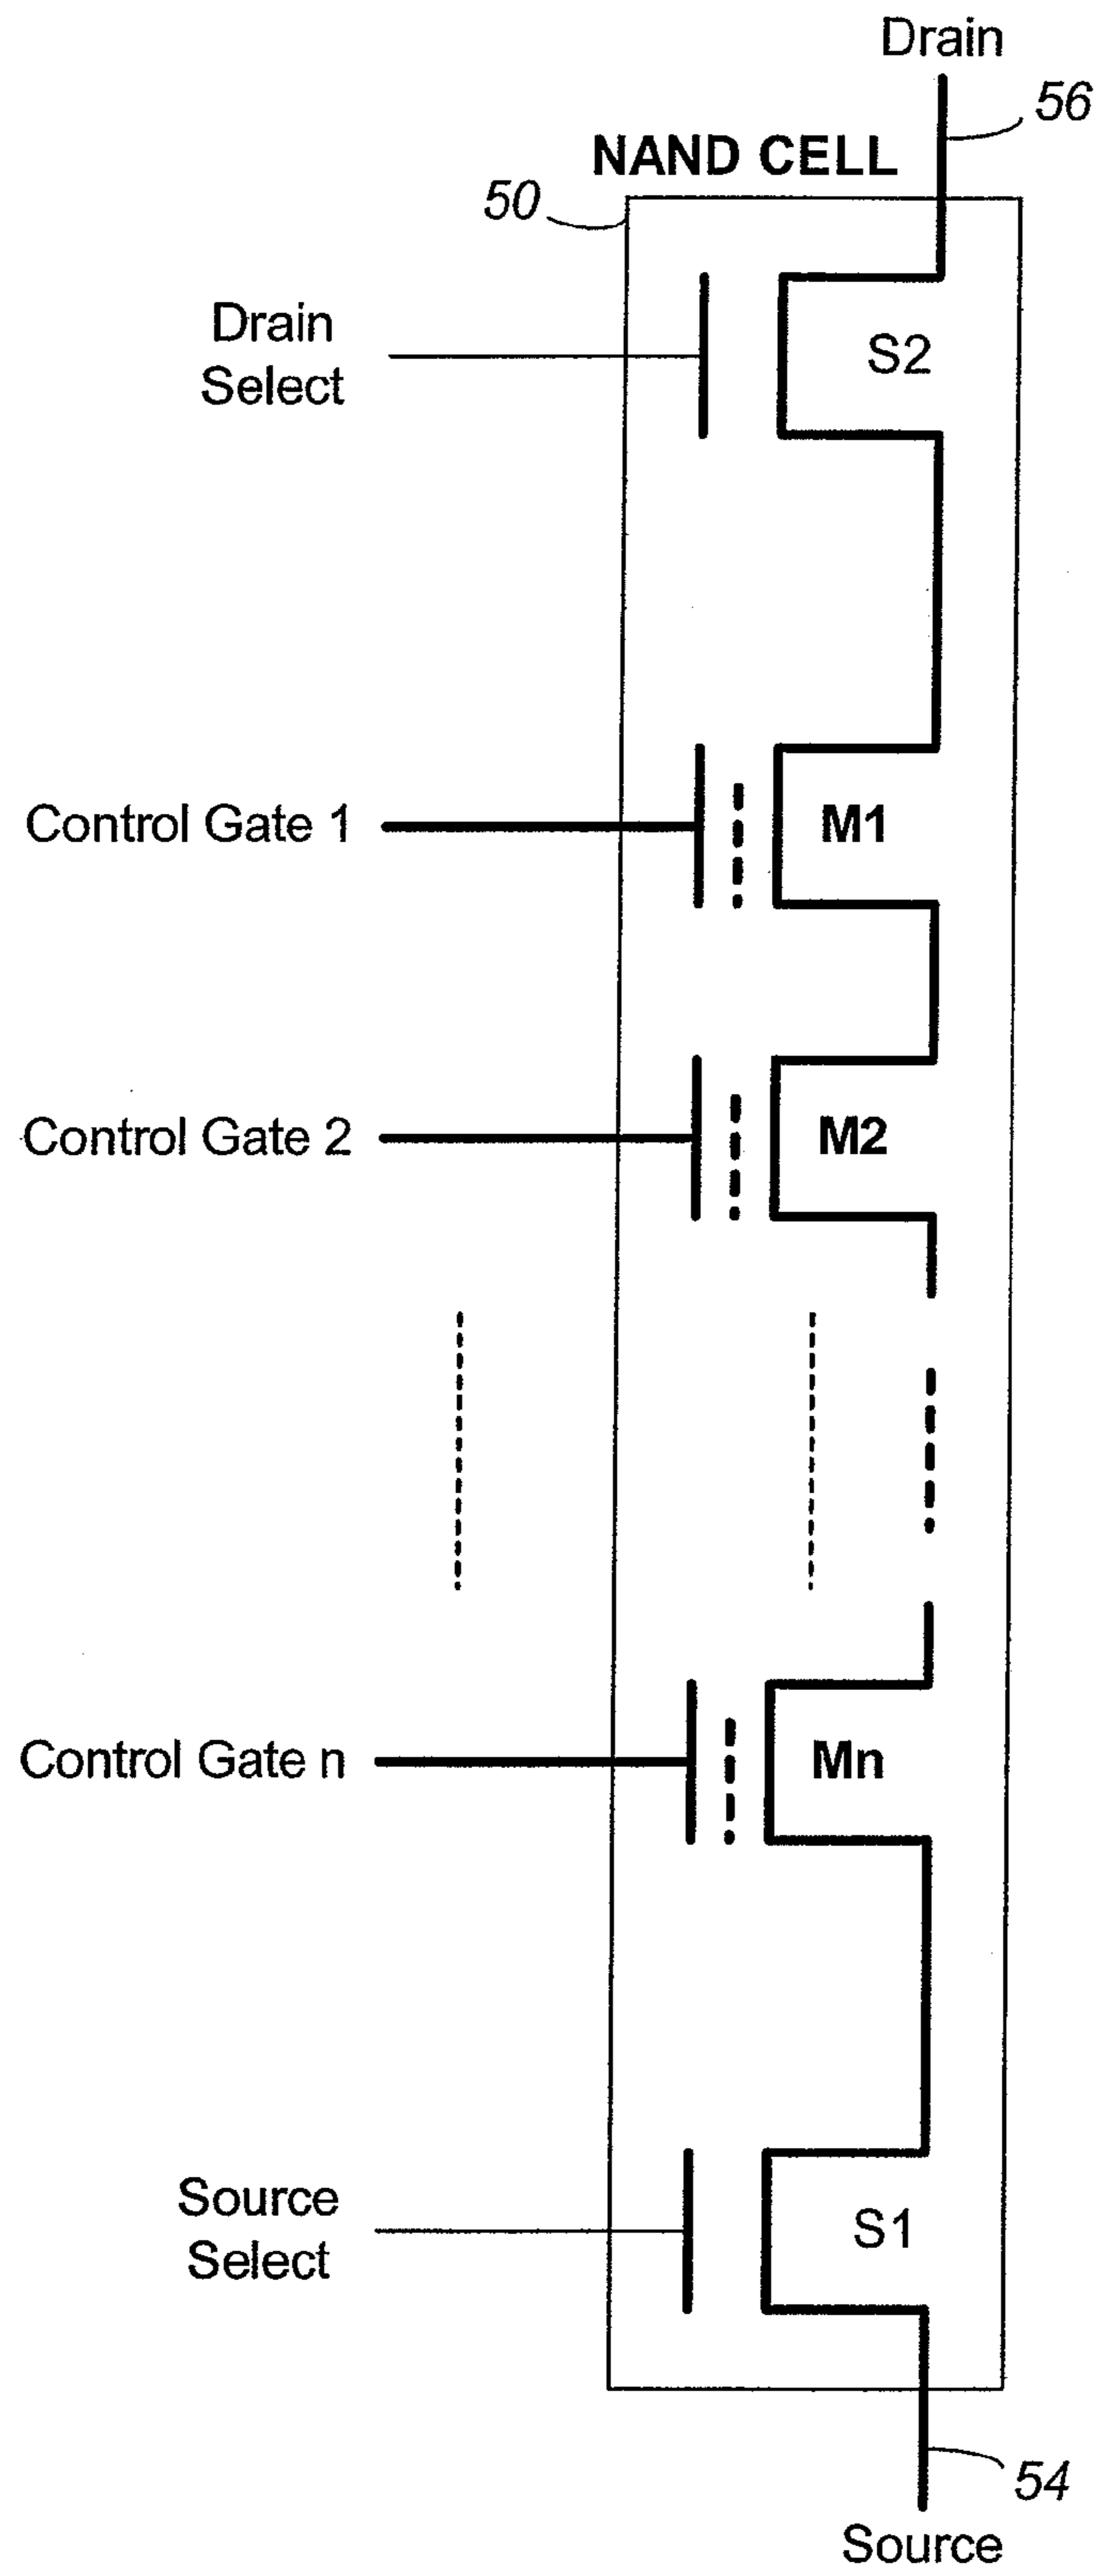 Drain
56
NAND CELL
50
Drain
Select
S2
Control Gate 1
M1
Control Gate 2
M2
Control Gate n
Mn
Source
Select
S1
54
Source